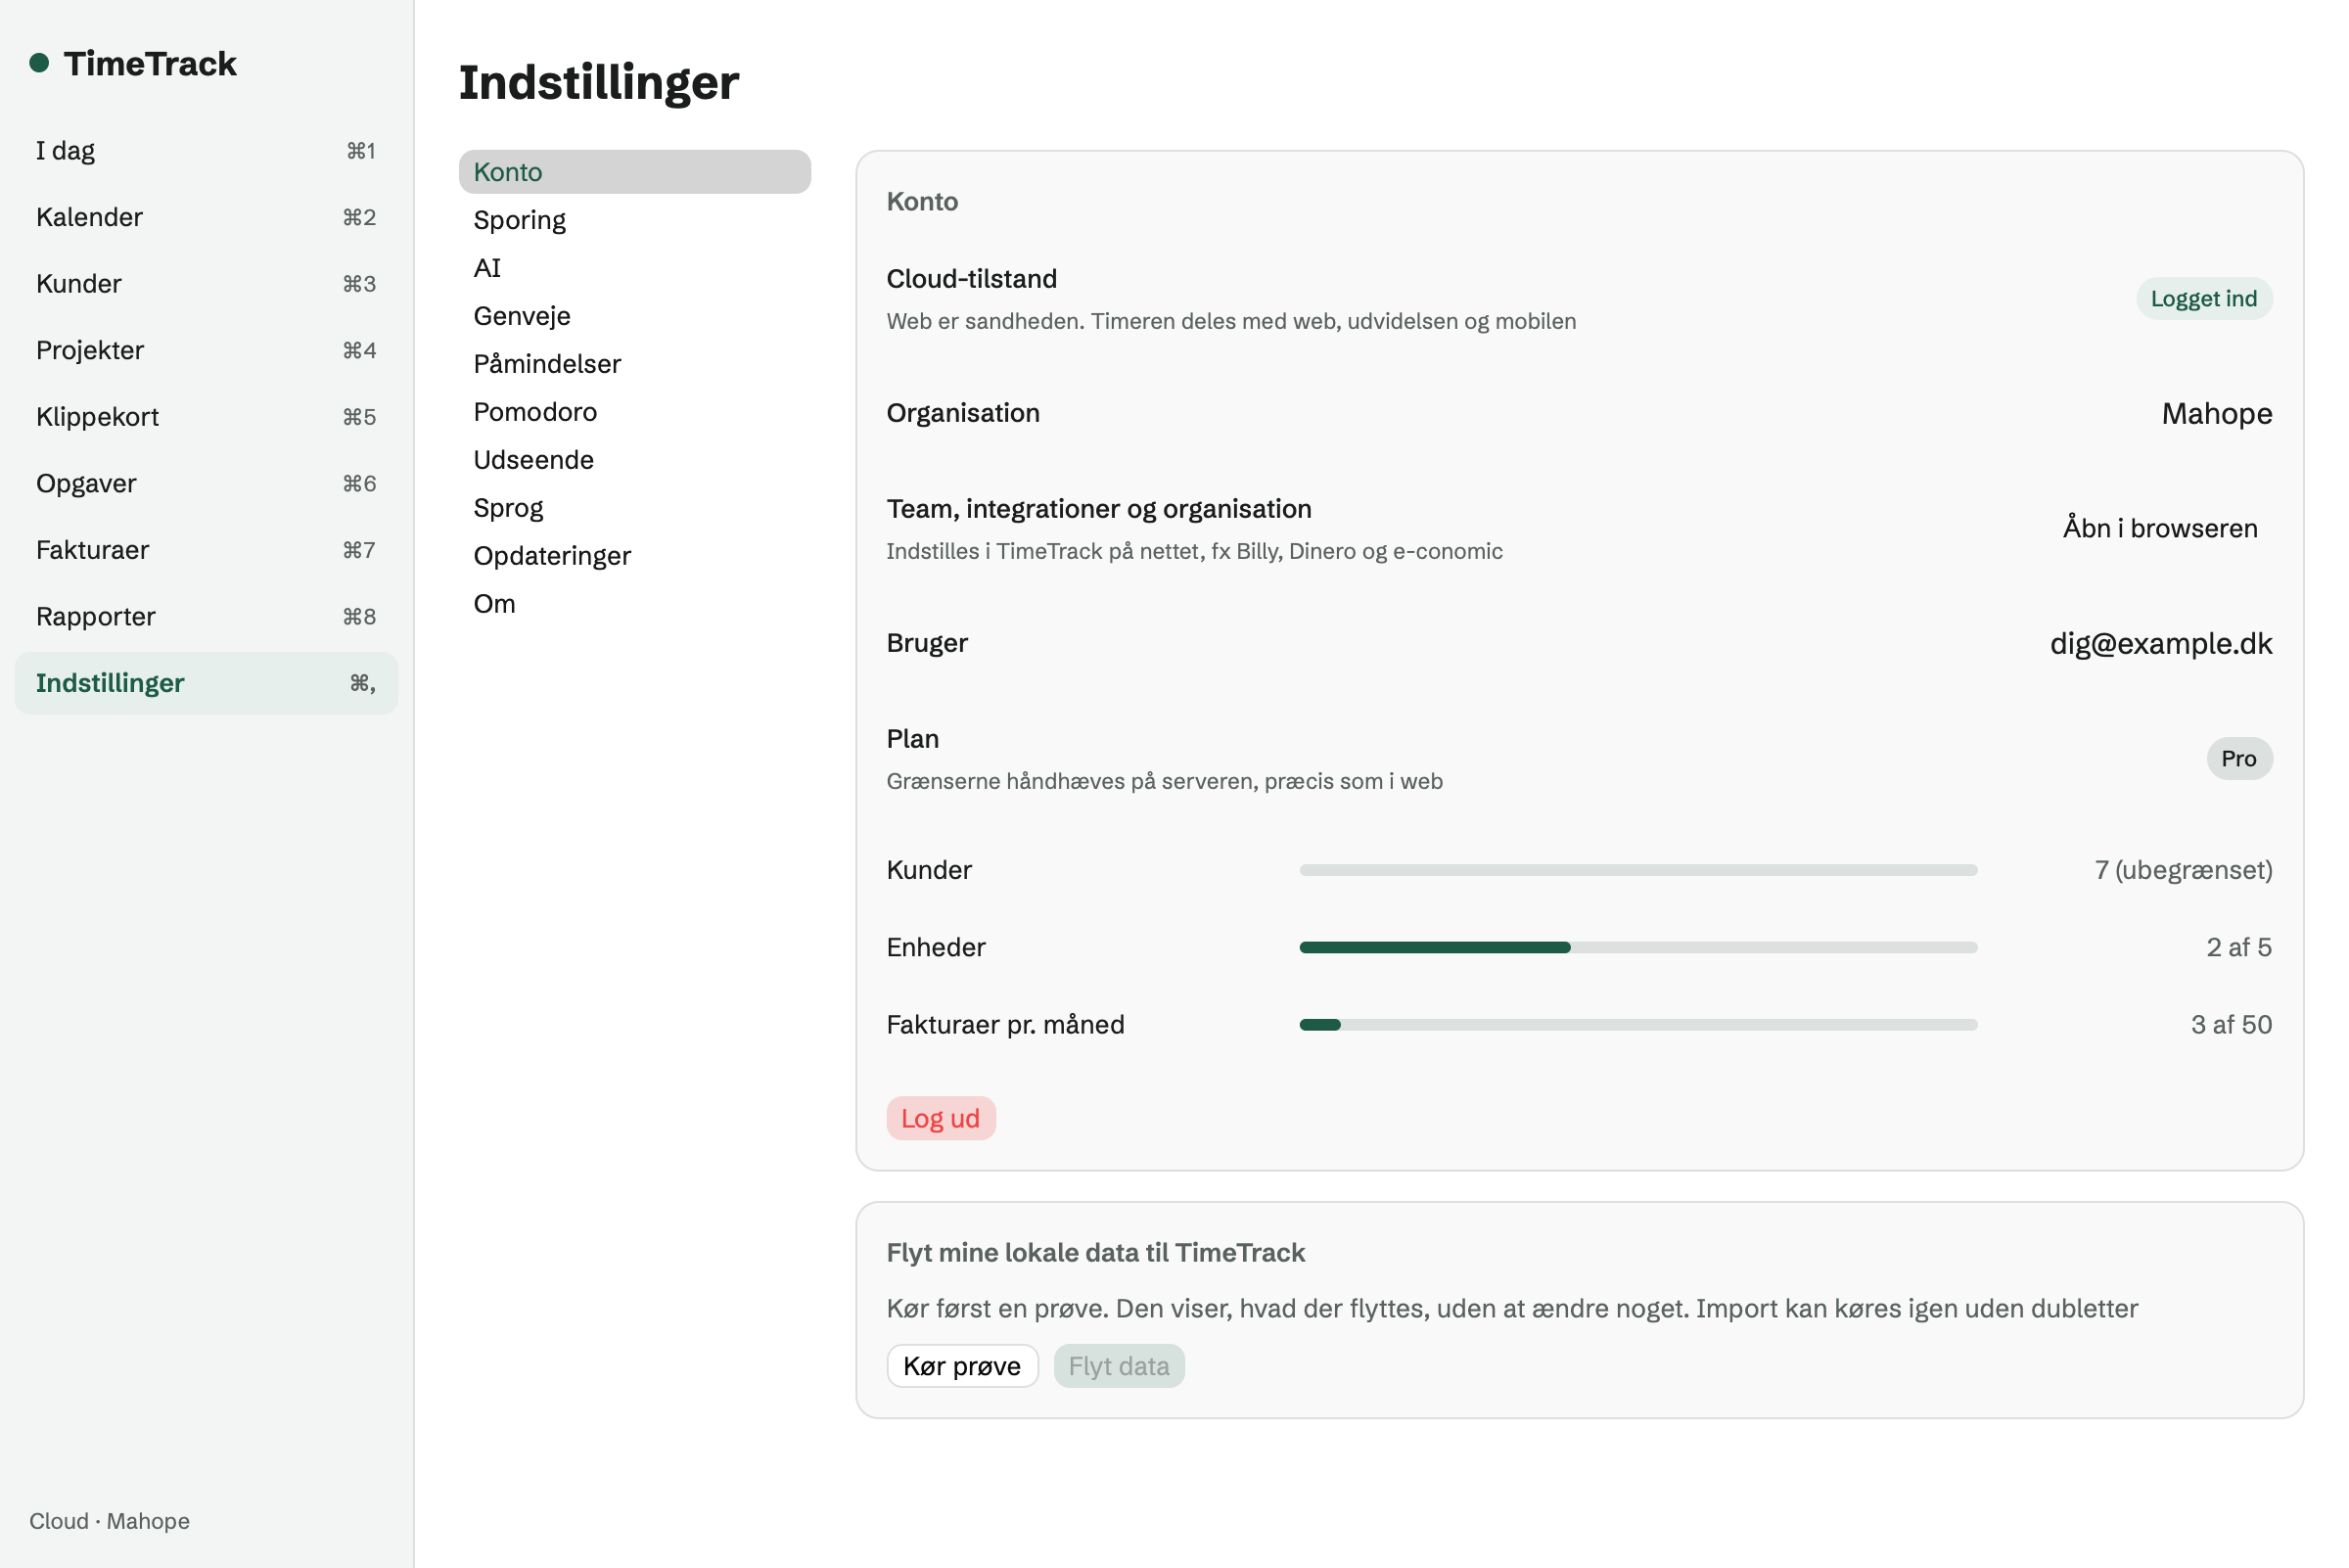 TimeTrack
I dag ⌘1
Kalender ⌘2
Kunder ⌘3
Projekter ⌘4
Klippekort ⌘5
Opgaver ⌘6
Fakturaer ⌘7
Rapporter ⌘8
Indstillinger ⌘,
Cloud · Mahope
Indstillinger
Konto
Sporing
AI
Genveje
Påmindelser
Pomodoro
Udseende
Sprog
Opdateringer
Om
Konto
Cloud-tilstand
Web er sandheden. Timeren deles med web, udvidelsen og mobilen
Logget ind
Organisation Mahope
Team, integrationer og organisation
Indstilles i TimeTrack på nettet, fx Billy, Dinero og e-conomic
Åbn i browseren
Bruger dig@example.dk
Plan
Grænserne håndhæves på serveren, præcis som i web
Pro
Kunder 7 (ubegrænset)
Enheder 2 af 5
Fakturaer pr. måned 3 af 50
Log ud
Flyt mine lokale data til TimeTrack
Kør først en prøve. Den viser, hvad der flyttes, uden at ændre noget. Import kan køres igen uden dubletter
Kør prøve Flyt data